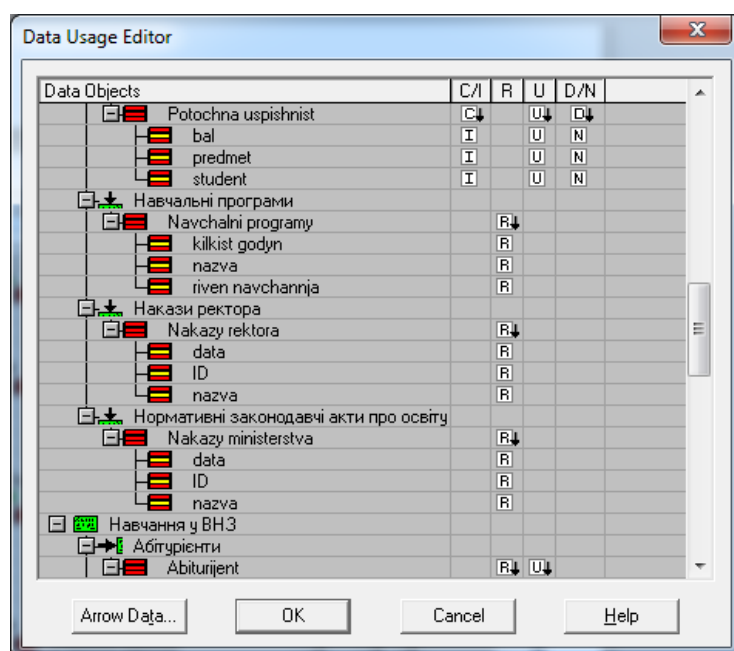 Data Usage Editor
Data Objects C/I R U D/N
Potochna uspishnist C U D
bal I U N
predmet I U N
student I U N
Навчальні програми
Navchalni programy R
kilkist godyn R
nazva R
riven navchannja R
Накази ректора
Nakazy rektora R
data R
ID R
nazva R
Нормативні законодавчі акти про освіту
Nakazy ministerstva R
data R
ID R
nazva R
Навчання у ВНЗ
Абітурієнти
Abiturijent R U
Arrow Data... OK Cancel Help